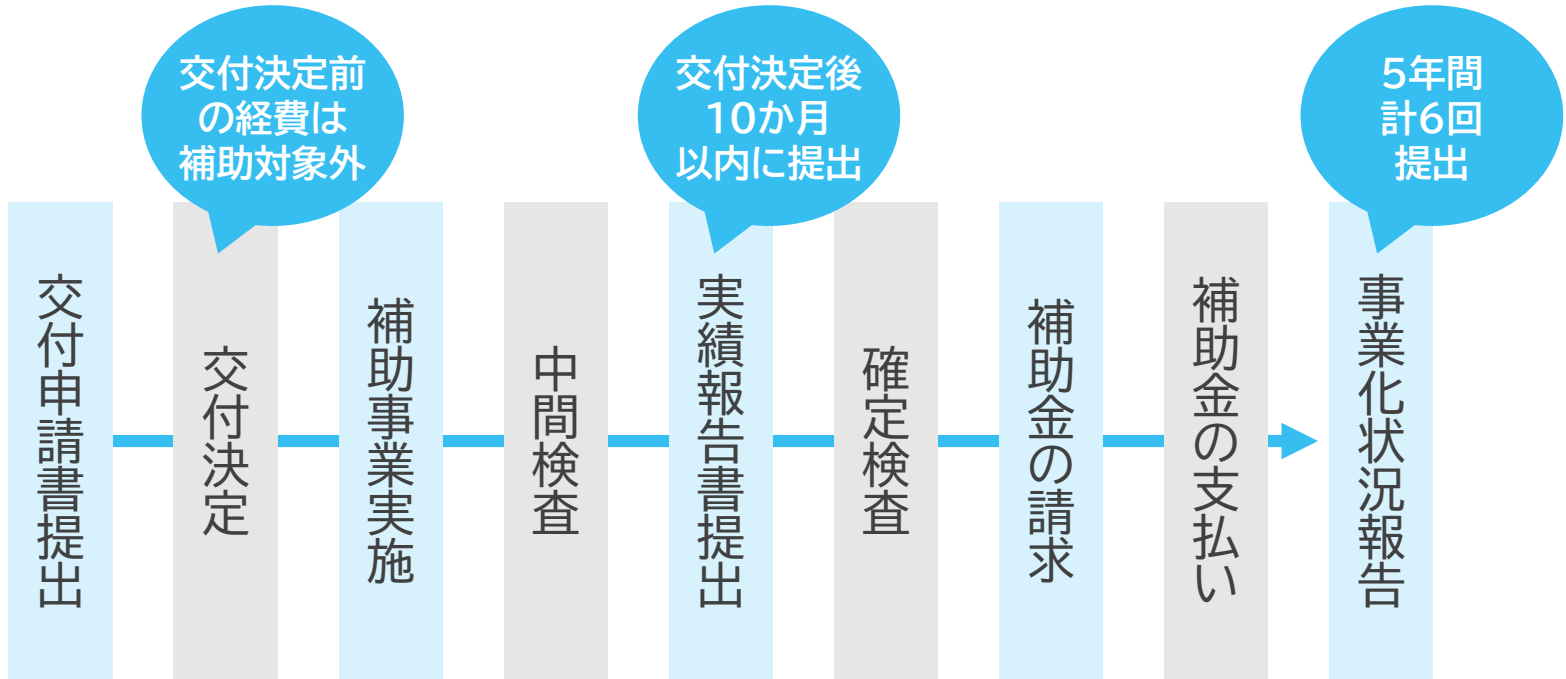 交付決定前
の経費は
補助対象外
交付決定後
10か月
以内に提出
5年間
計6回
提出
交付申請書提出
交付決定
補助事業実施
中間検査
実績報告書提出
確定検査
補助金の請求
補助金の支払い
事業化状況報告